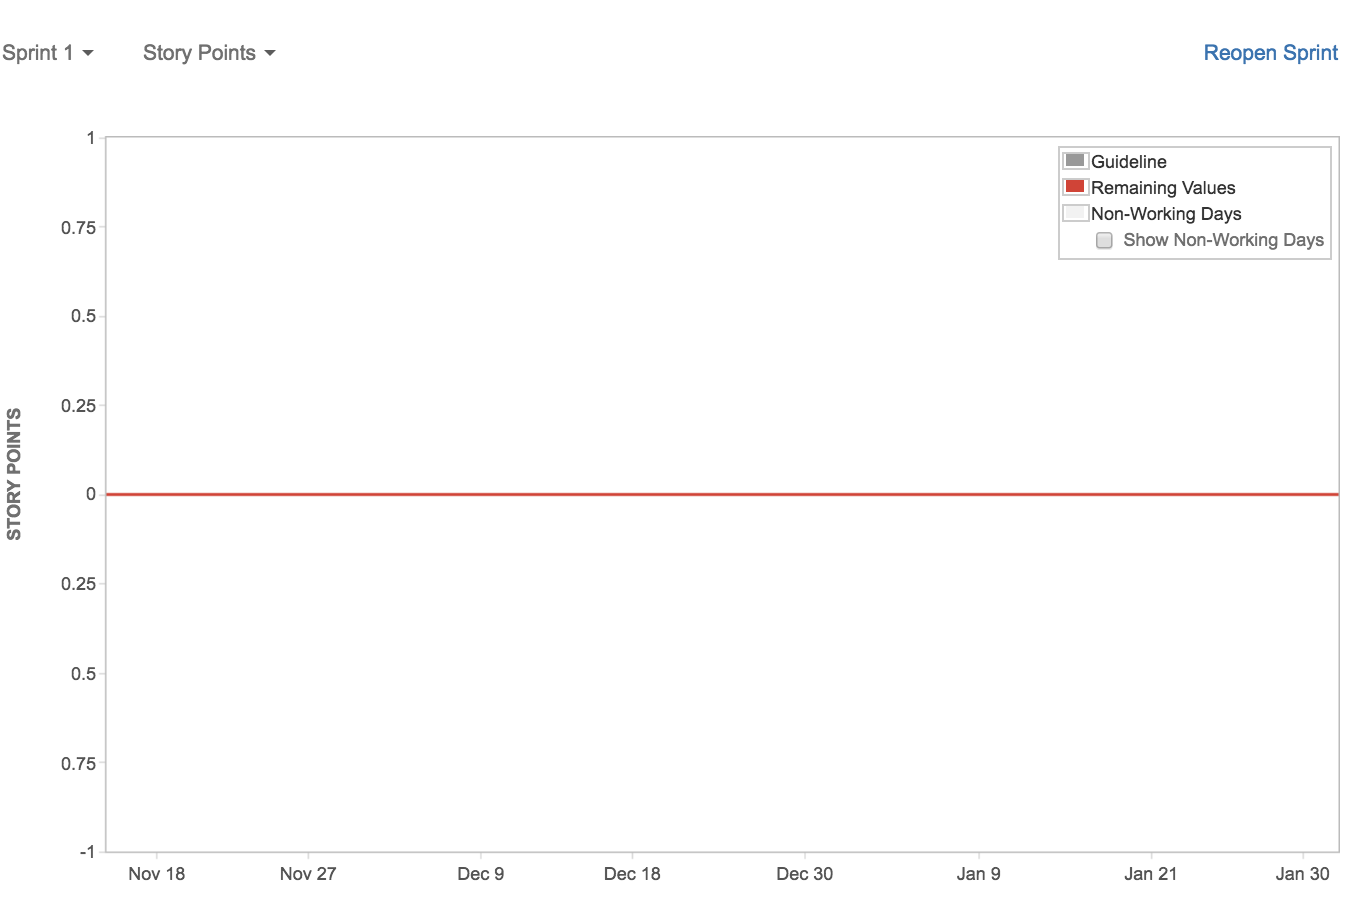 Sprint 1 Story Points Reopen Sprint
1
Guideline
Remaining Values
Non-Working Days
Show Non-Working Days
0.75
0.5
0.25
0
0.25
0.5
0.75
-1
STORY POINTS
Nov 18 Nov 27 Dec 9 Dec 18 Dec 30 Jan 9 Jan 21 Jan 30